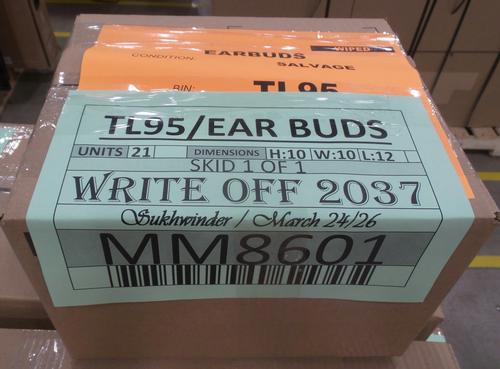 WIPED
CONDITION: EARBUDS
SALVAGE
BIN: TL95
TL95/EAR BUDS
UNITS 21 DIMENSIONS H:10 W:10 L:12
SKID 1 OF 1
WRITE OFF 2037
Sukhwinder / March 24/26
MM8601